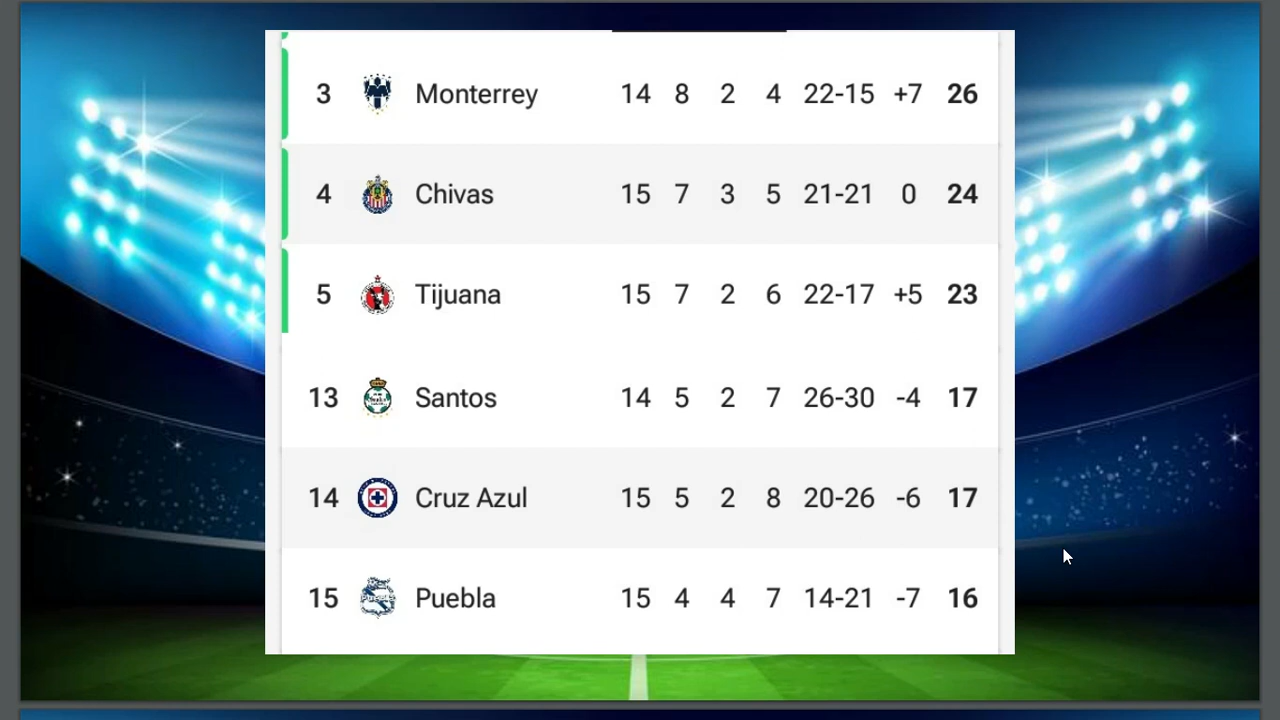 3 Monterrey 14 8 2 4 22-15 +7 26
4 Chivas 15 7 3 5 21-21 0 24
5 Tijuana 15 7 2 6 22-17 +5 23
13 Santos 14 5 2 7 26-30 -4 17
14 Cruz Azul 15 5 2 8 20-26 -6 17
15 Puebla 15 4 4 7 14-21 -7 16